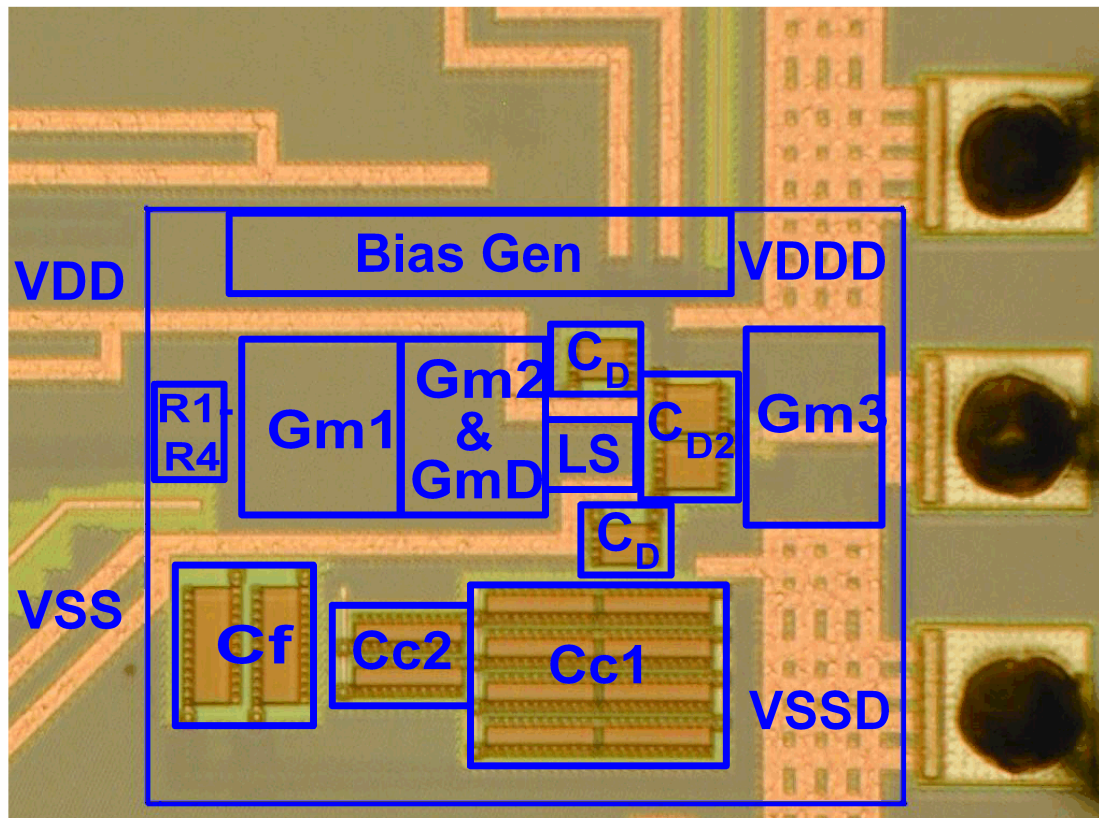 Bias Gen
VDD
VDDD
C_D
Gm2
&
GmD
R1-
R4
Gm1
LS
C_D2
Gm3
C_D
VSS
Cf
Cc2
Cc1
VSSD